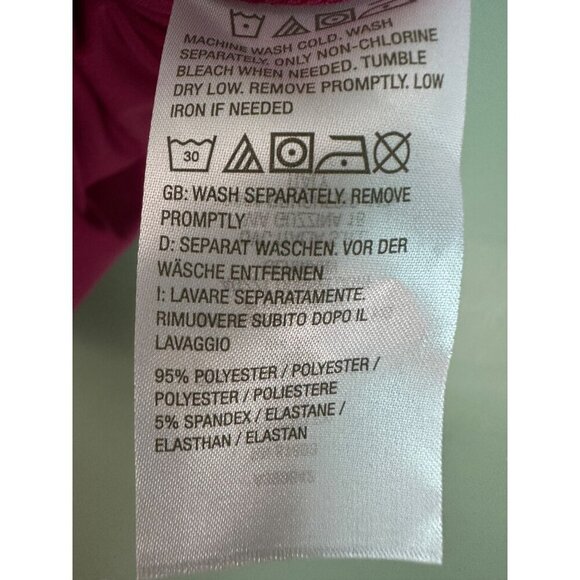 MACHINE WASH COLD. WASH
SEPARATELY. ONLY NON-CHLORINE
BLEACH WHEN NEEDED. TUMBLE
DRY LOW. REMOVE PROMPTLY. LOW
IRON IF NEEDED
30
GB: WASH SEPARATELY. REMOVE
PROMPTLY
D: SEPARAT WASCHEN. VOR DER
WÄSCHE ENTFERNEN
I: LAVARE SEPARATAMENTE.
RIMUOVERE SUBITO DOPO IL
LAVAGGIO
95% POLYESTER / POLYESTER /
POLYESTER / POLIESTERE
5% SPANDEX / ELASTANE /
ELASTHAN / ELASTAN